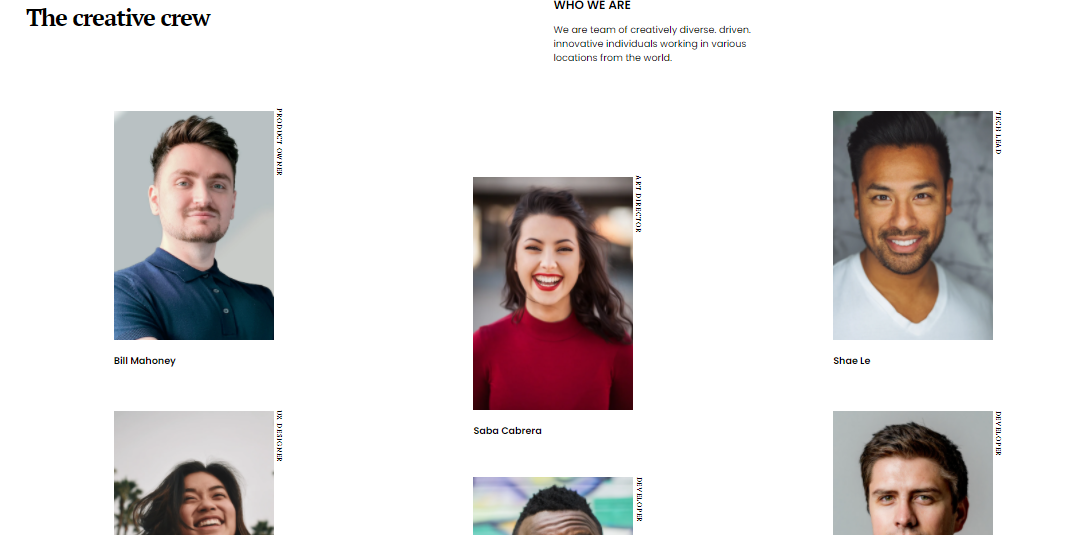 The creative crew
WHO WE ARE
We are team of creatively diverse. driven.
innovative individuals working in various
locations from the world.
PRODUCT OWNER
Bill Mahoney
ART DIRECTOR
Saba Cabrera
TECH LEAD
Shae Le
UX DESIGNER
DEVELOPER
DEVELOPER